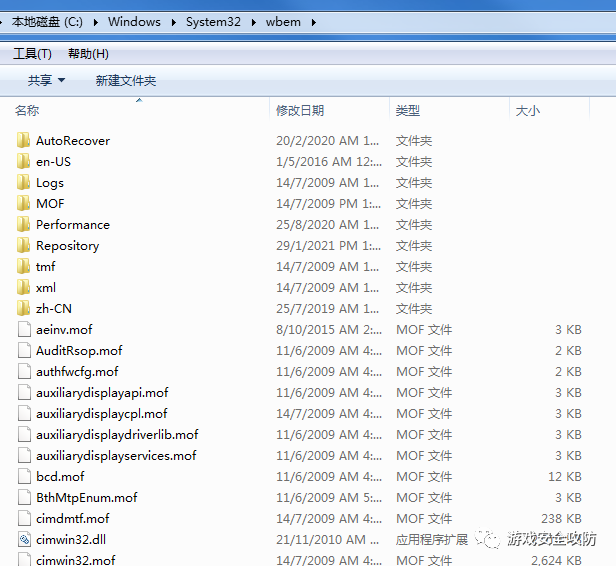 本地磁盘 (C:) Windows System32 wbem
工具(T) 帮助(H)
共享 新建文件夹
名称 修改日期 类型 大小
AutoRecover 20/2/2020 AM 1... 文件夹
en-US 1/5/2016 AM 12:... 文件夹
Logs 14/7/2009 AM 1... 文件夹
MOF 14/7/2009 PM 1:... 文件夹
Performance 25/8/2020 AM 1... 文件夹
Repository 29/1/2021 PM 1:... 文件夹
tmf 14/7/2009 AM 1... 文件夹
xml 14/7/2009 AM 1... 文件夹
zh-CN 25/7/2019 AM 1... 文件夹
aeinv.mof 8/10/2015 AM 2:... MOF 文件 3 KB
AuditRsop.mof 11/6/2009 AM 4:... MOF 文件 2 KB
authfwcfg.mof 11/6/2009 AM 4:... MOF 文件 2 KB
auxiliarydisplayapi.mof 11/6/2009 AM 4:... MOF 文件 3 KB
auxiliarydisplaycpl.mof 14/7/2009 AM 4:... MOF 文件 3 KB
auxiliarydisplaydriverlib.mof 11/6/2009 AM 4:... MOF 文件 3 KB
auxiliarydisplayservices.mof 11/6/2009 AM 4:... MOF 文件 3 KB
bcd.mof 11/6/2009 AM 4:... MOF 文件 12 KB
BthMtpEnum.mof 11/6/2009 AM 5:... MOF 文件 3 KB
cimdmtf.mof 11/6/2009 AM 4:... MOF 文件 238 KB
cimwin32.dll 21/11/2010 AM ... 应用程序扩展
游戏安全攻防
cimwin32.mof 14/7/2009 AM 4:... MOF 文件 2,624 KB